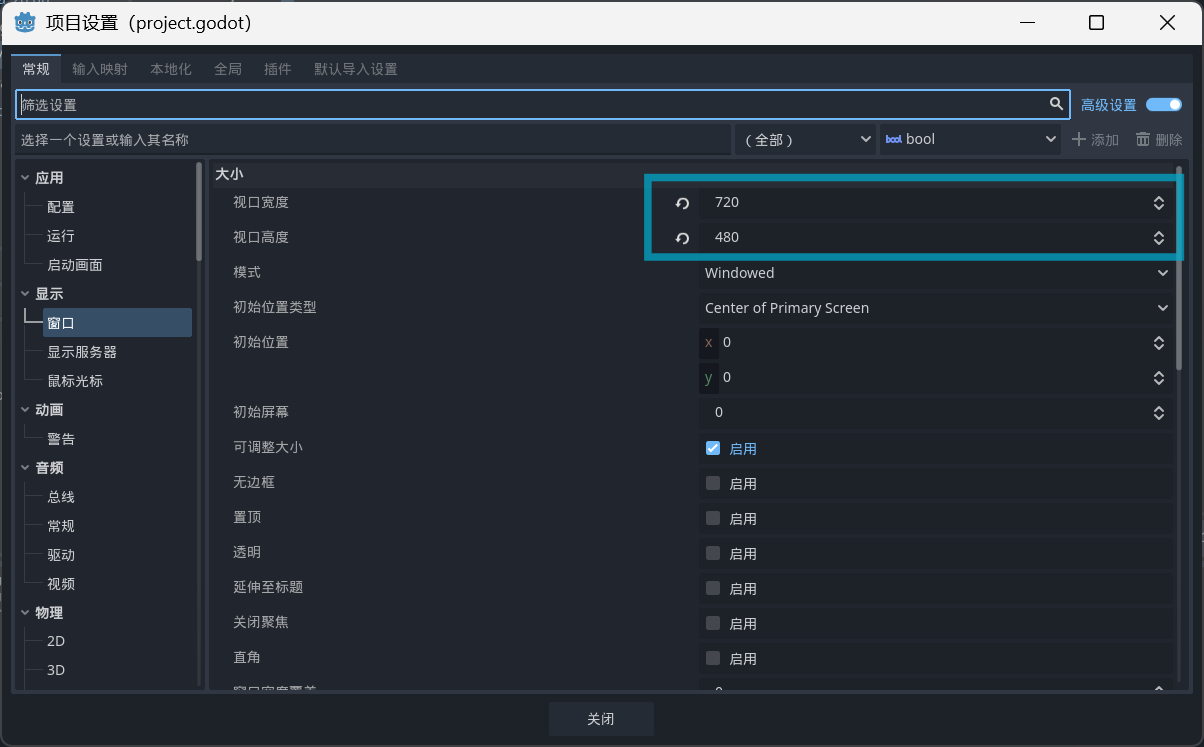 项目设置（project.godot）
常规 输入映射 本地化 全局 插件 默认导入设置
筛选设置 高级设置
选择一个设置或输入其名称 （全部） bool bool 添加 删除
应用
配置
运行
启动画面
显示
窗口
显示服务器
鼠标光标
动画
警告
音频
总线
常规
驱动
视频
物理
2D
3D
大小
视口宽度 720
视口高度 480
模式 Windowed
初始位置类型 Center of Primary Screen
初始位置 x 0
y 0
初始屏幕 0
可调整大小 启用
无边框 启用
置顶 启用
透明 启用
延伸至标题 启用
关闭聚焦 启用
直角 启用
窗口宽度覆盖 0
关闭